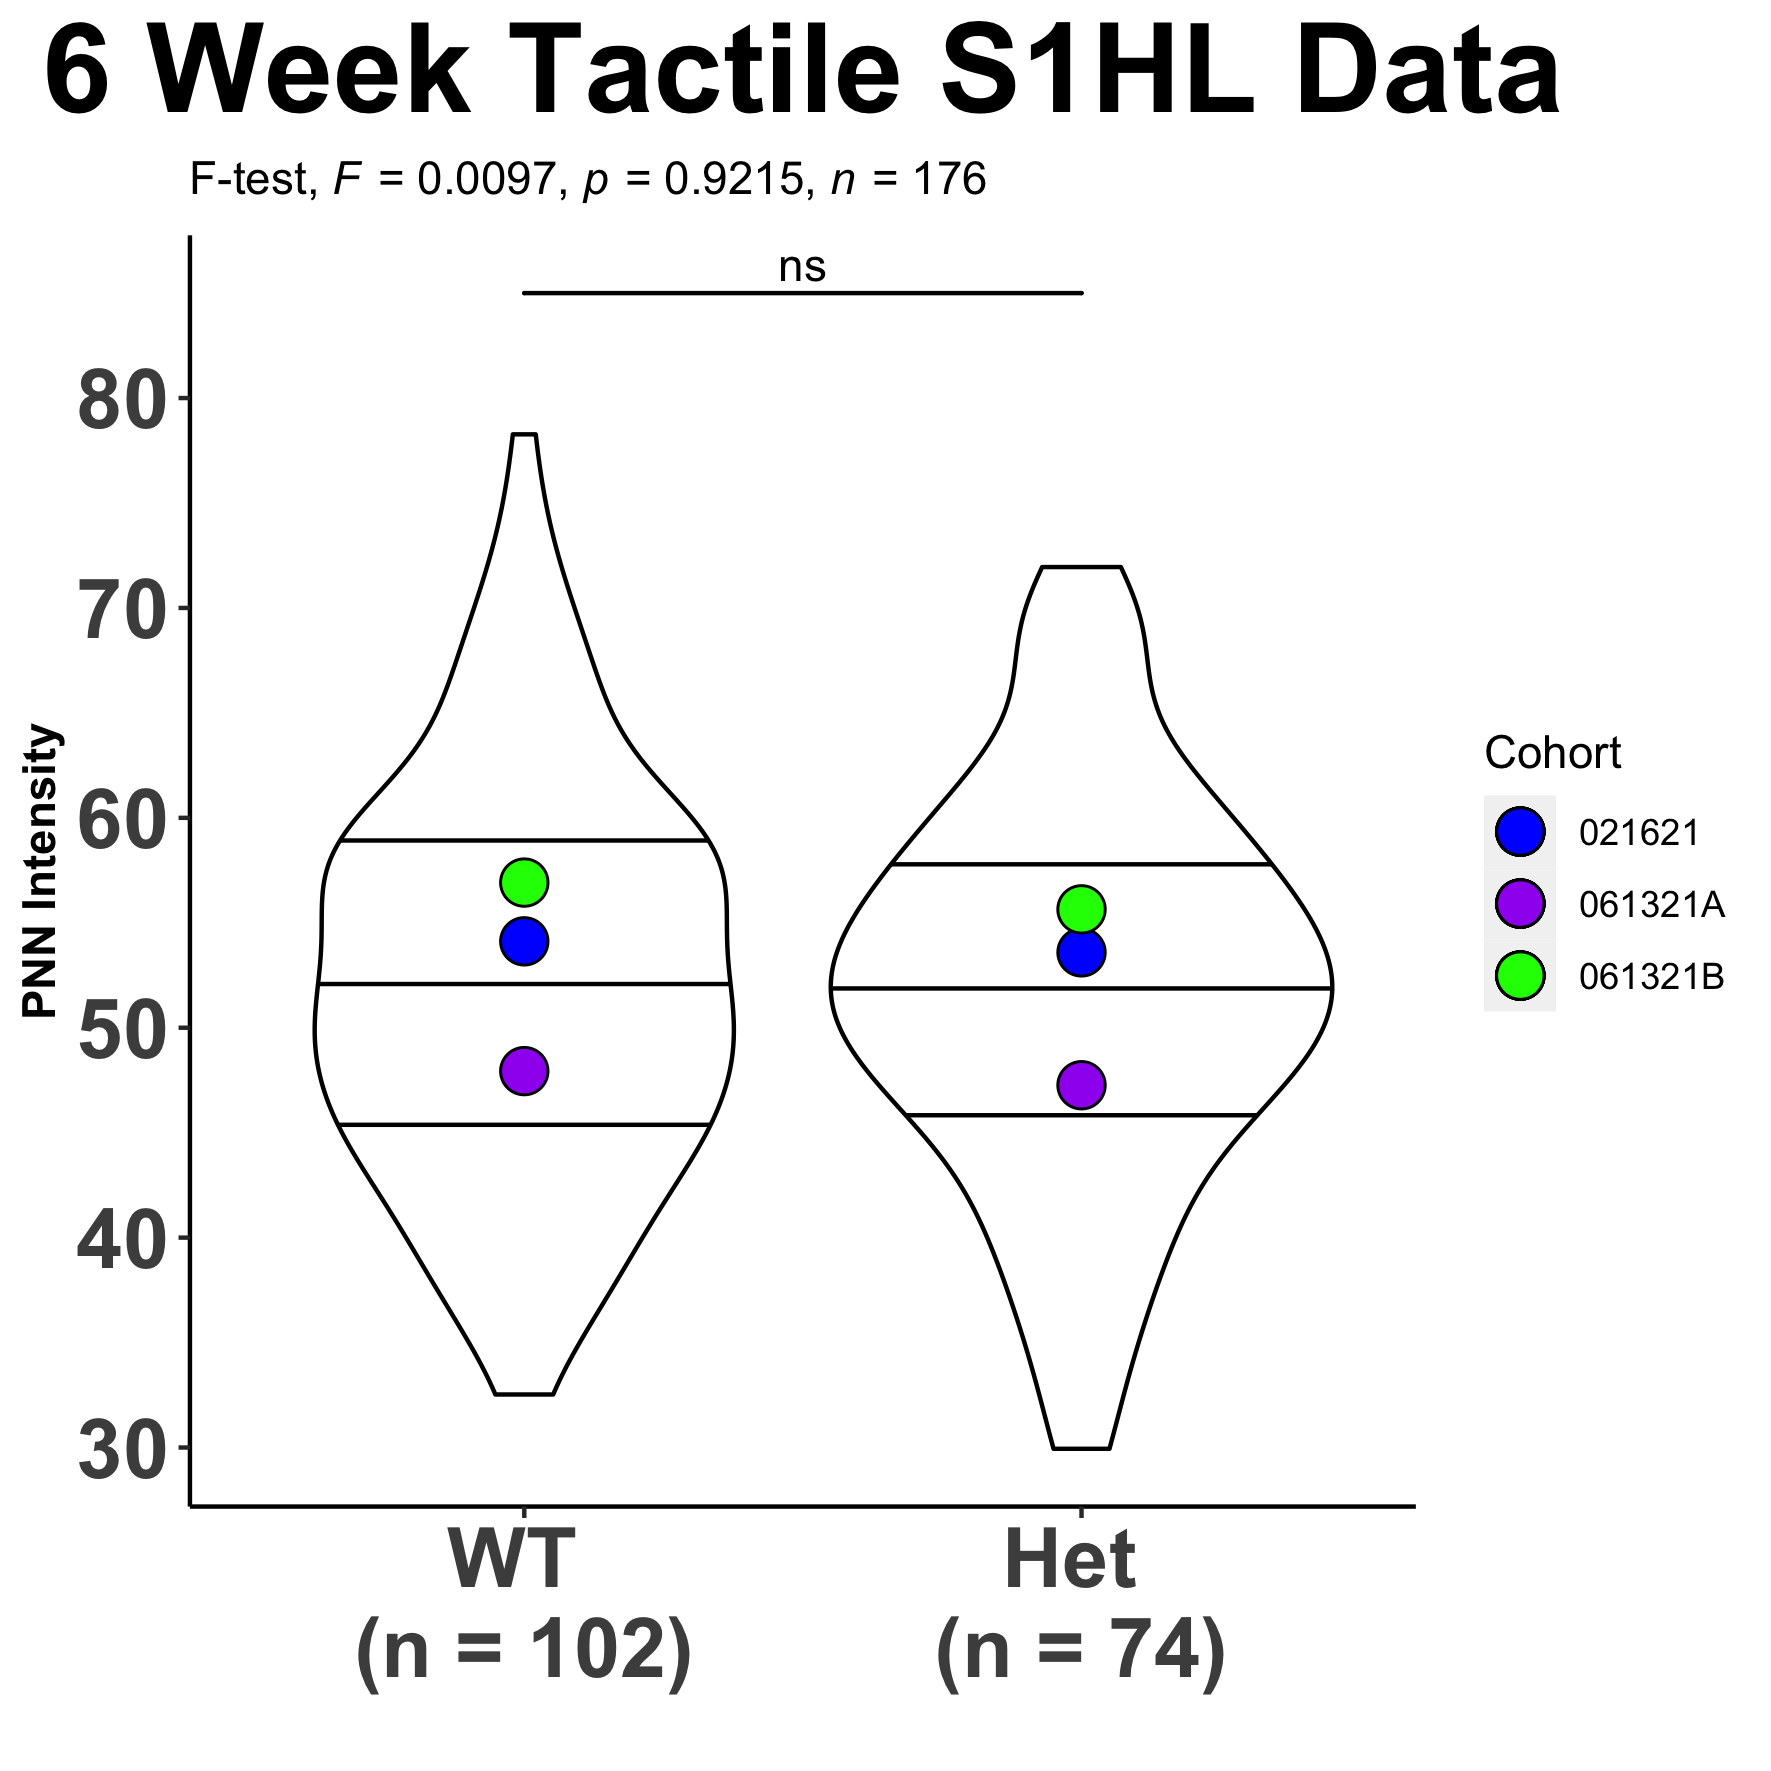 6 Week Tactile S1HL Data
F-test, F = 0.0097, p = 0.9215, n = 176
ns
80
70
60
50
40
30
PNN Intensity
WT
(n = 102)
Het
(n = 74)
Cohort
021621
061321A
061321B